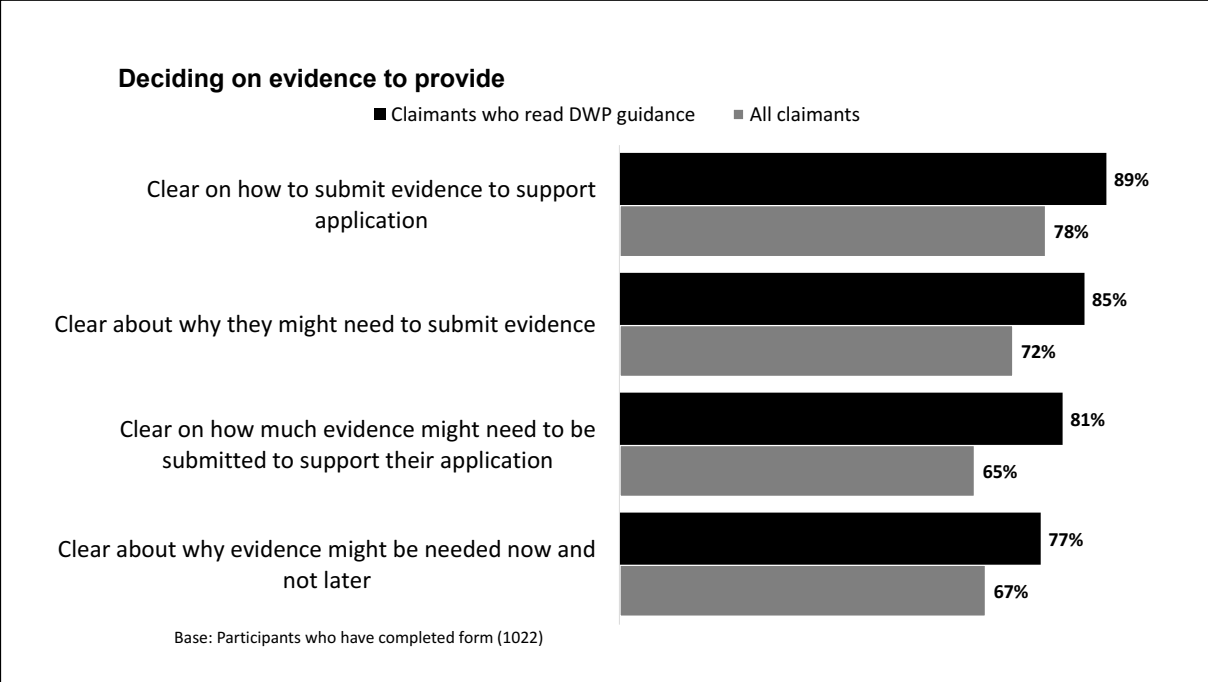 Deciding on evidence to provide
Claimants who read DWP guidance
All claimants
Clear on how to submit evidence to support
application
89%
78%
Clear about why they might need to submit evidence
85%
72%
Clear on how much evidence might need to be
submitted to support their application
81%
65%
Clear about why evidence might be needed now and
not later
77%
67%
Base: Participants who have completed form (1022)